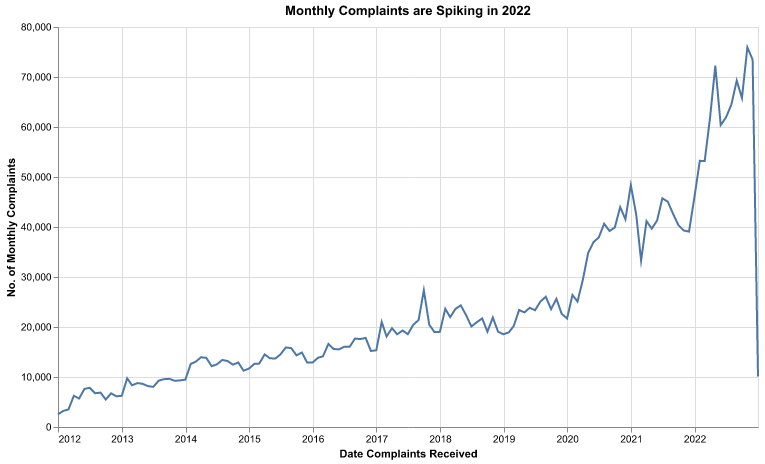 Monthly Complaints are Spiking in 2022
80,000
70,000
60,000
50,000
40,000
30,000
20,000
10,000
0
No. of Monthly Complaints
2012 2013 2014 2015 2016 2017 2018 2019 2020 2021 2022
Date Complaints Received